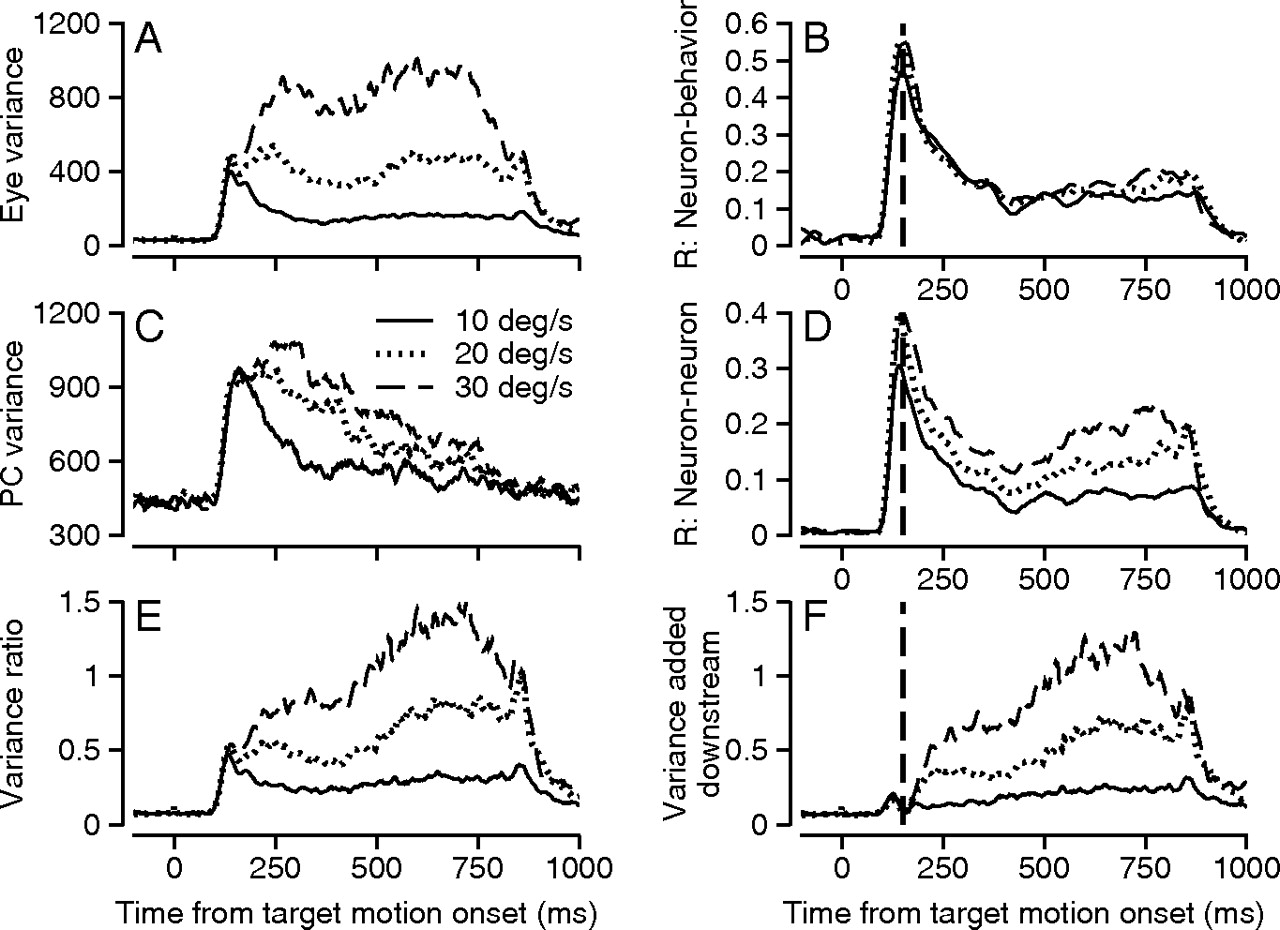 A
Eye variance
1200
800
400
0
B
R: Neuron-behavior
0.6
0.5
0.4
0.3
0.2
0.1
0
0
250
500
750
1000
C
PC variance
1200
900
600
300
10 deg/s
20 deg/s
30 deg/s
D
R: Neuron-neuron
0.4
0.3
0.2
0.1
0
0
250
500
750
1000
E
Variance ratio
1.5
1
0.5
0
0
250
500
750
1000
Time from target motion onset (ms)
F
Variance added
downstream
1.5
1
0.5
0
0
250
500
750
1000
Time from target motion onset (ms)